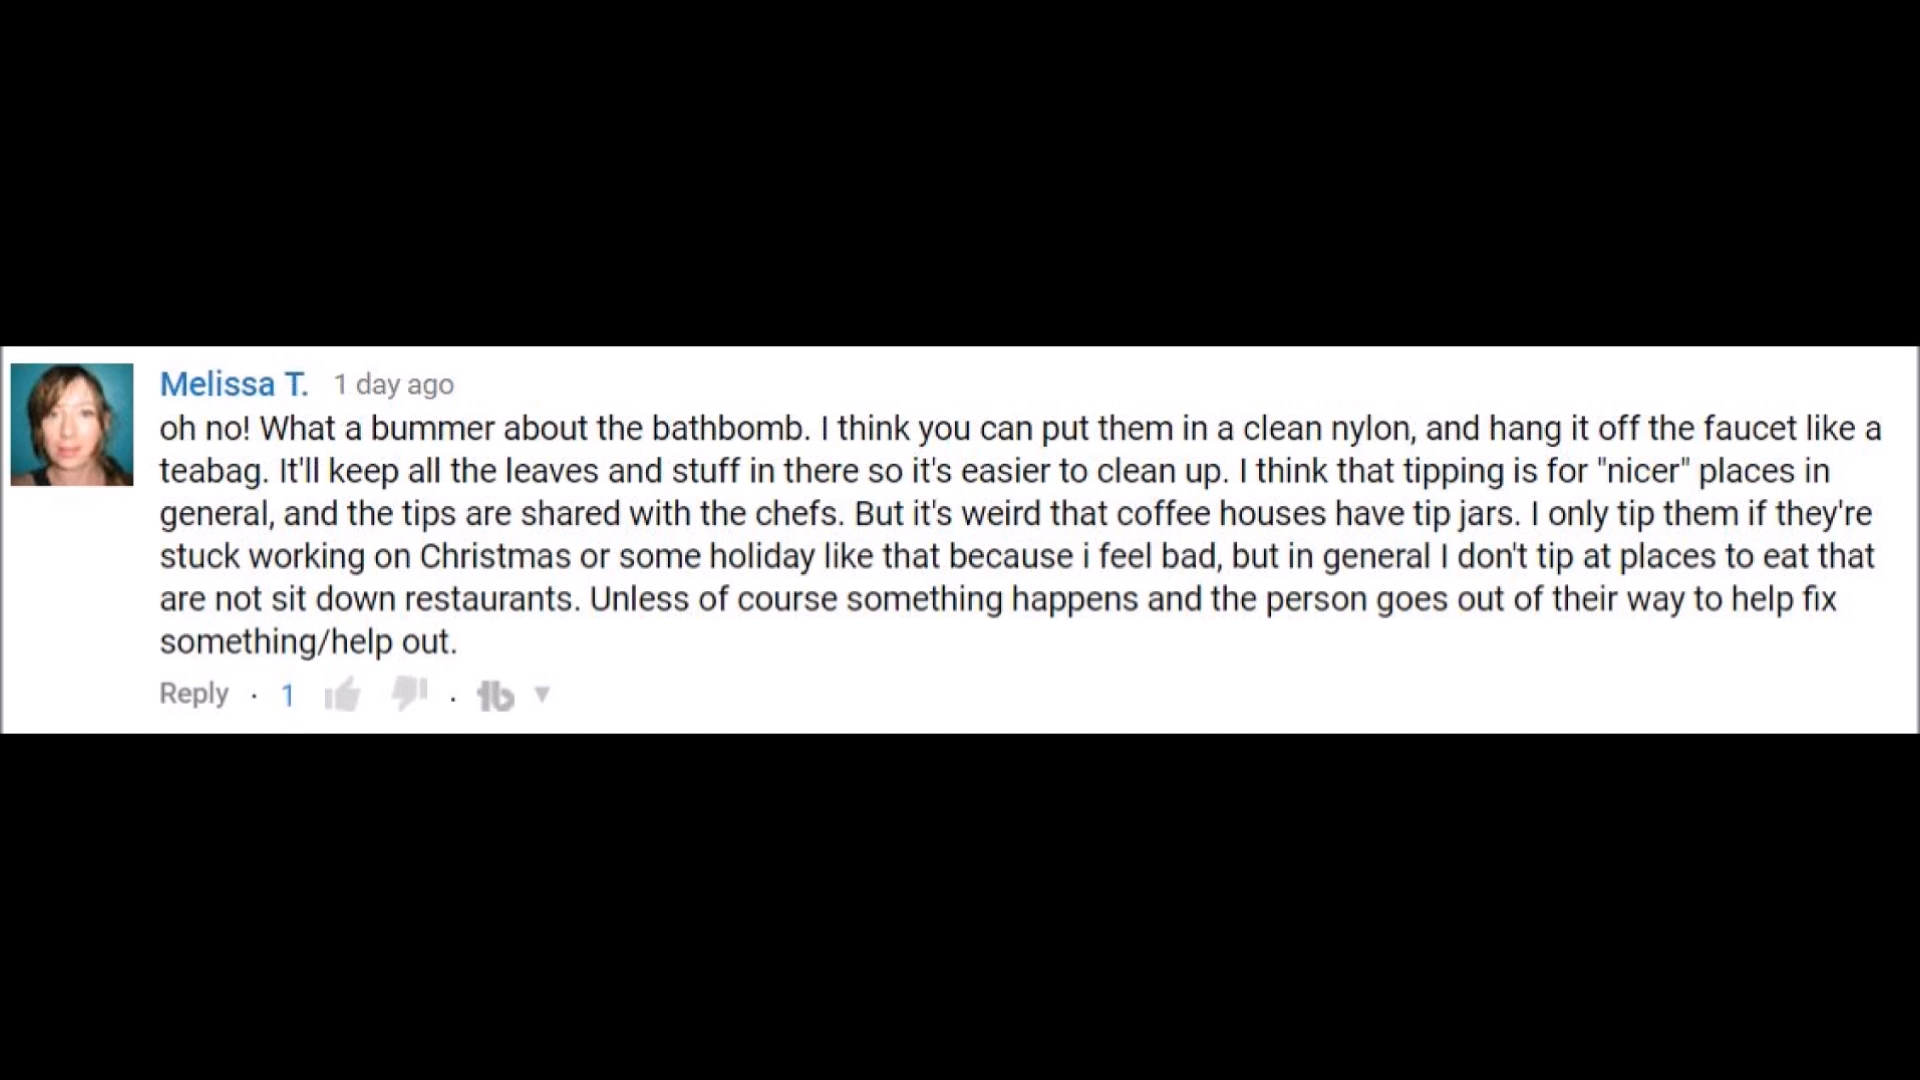 Melissa T. 1 day ago
oh no! What a bummer about the bathbomb. I think you can put them in a clean nylon, and hang it off the faucet like a
teabag. It'll keep all the leaves and stuff in there so it's easier to clean up. I think that tipping is for "nicer" places in
general, and the tips are shared with the chefs. But it's weird that coffee houses have tip jars. I only tip them if they're
stuck working on Christmas or some holiday like that because i feel bad, but in general I don't tip at places to eat that
are not sit down restaurants. Unless of course something happens and the person goes out of their way to help fix
something/help out.
Reply · 1 · tb